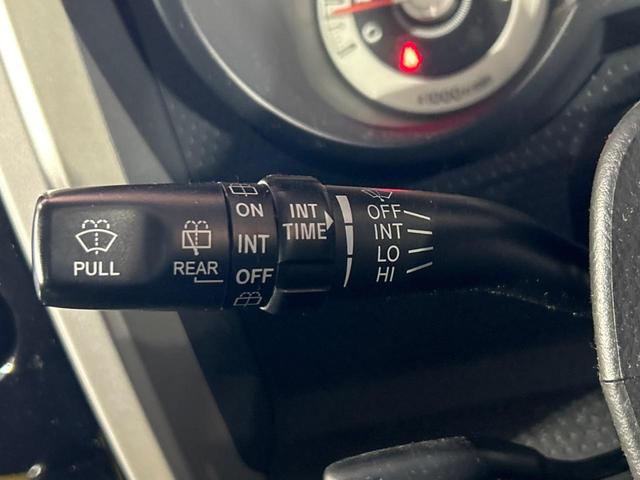 PULL
REAR
ON
INT
OFF
INT
TIME
OFF
INT
LO
HI